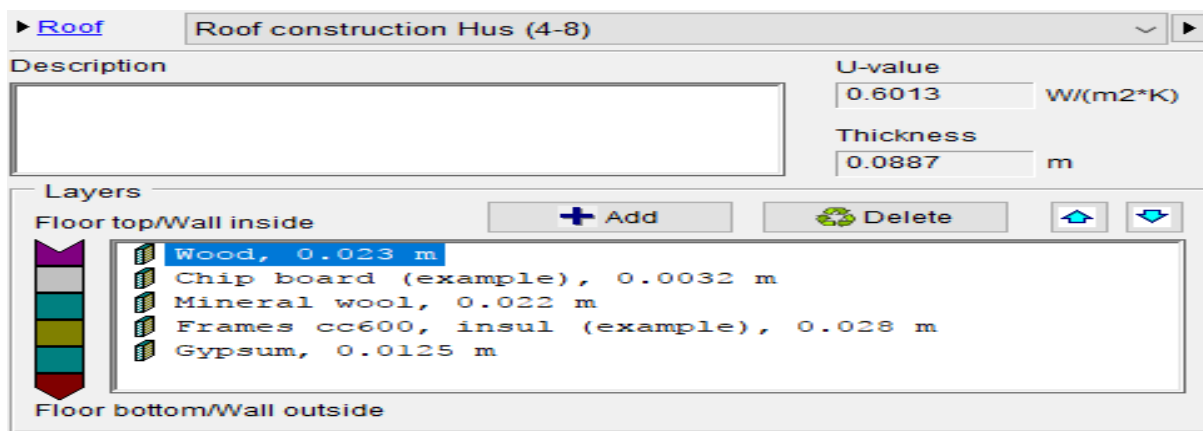 Roof Roof construction Hus (4-8)
Description
U-value
0.6013 W/(m2*K)
Thickness
0.0887 m
Layers
Floor top/Wall inside Add Delete
Wood, 0.023 m
Chip board (example), 0.0032 m
Mineral wool, 0.022 m
Frames cc600, insul (example), 0.028 m
Gypsum, 0.0125 m
Floor bottom/Wall outside